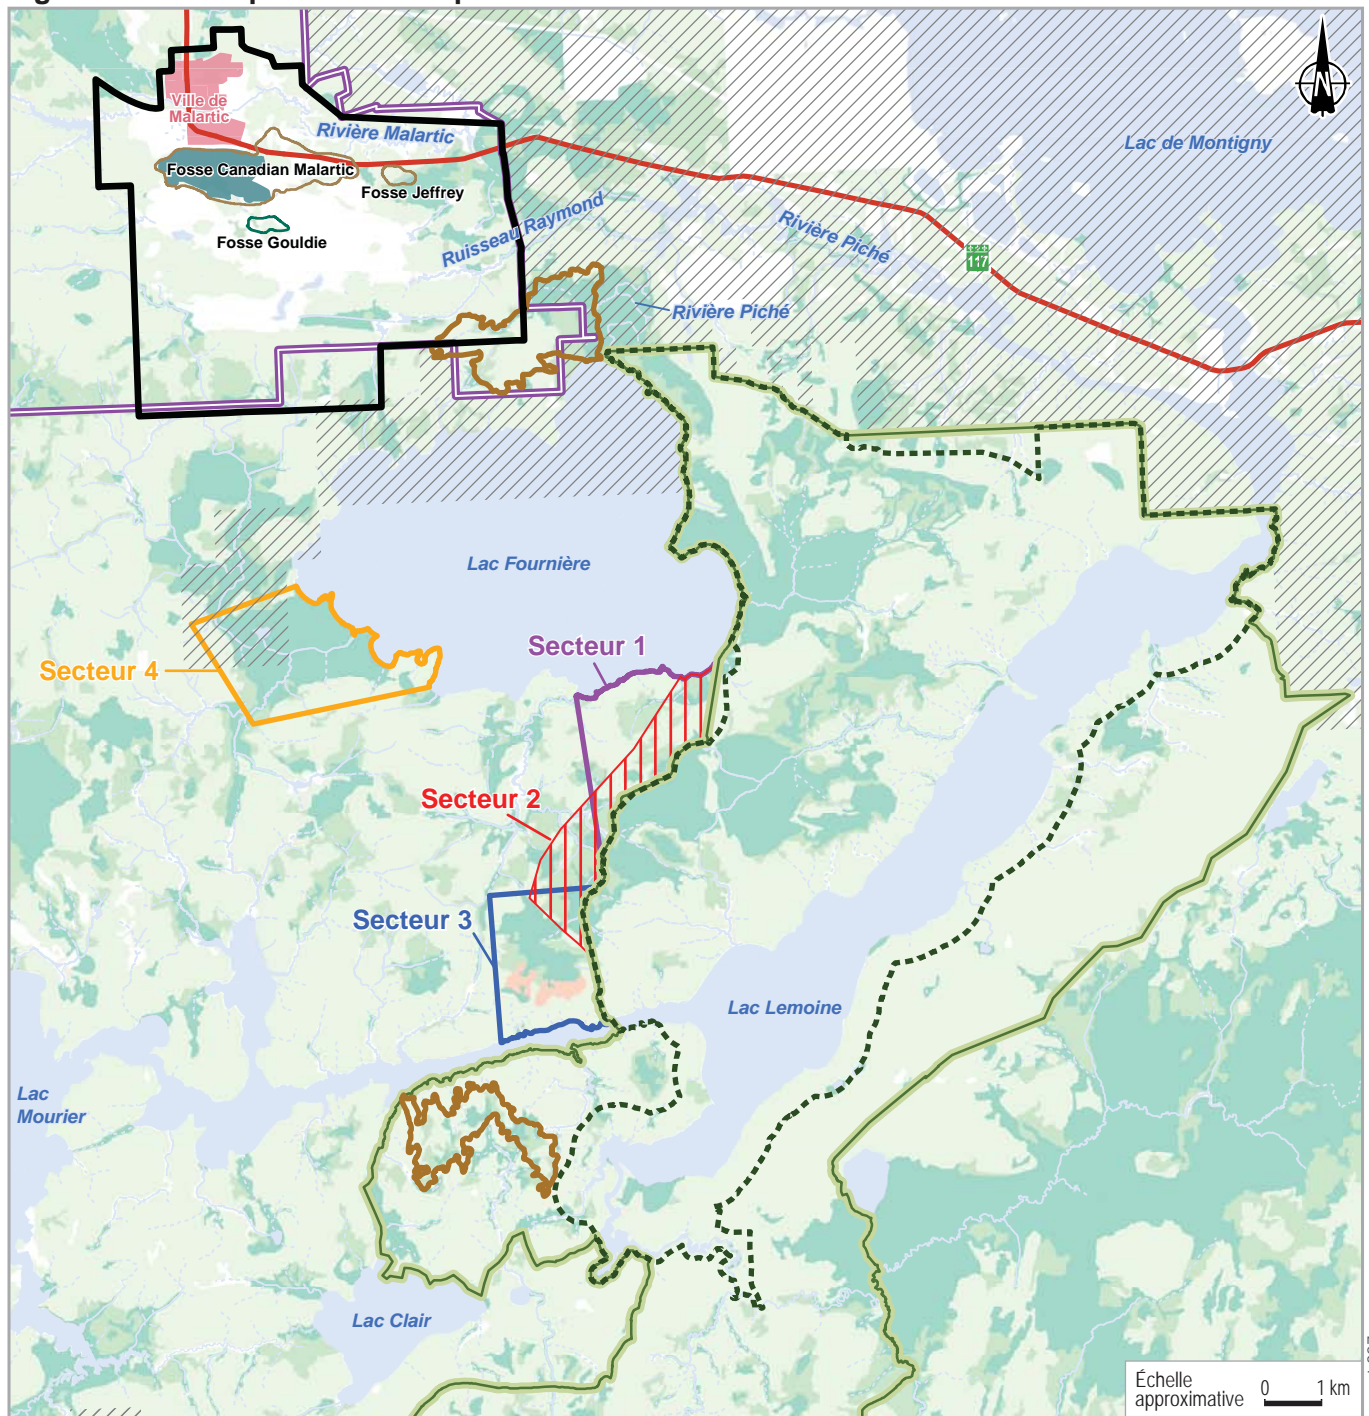 N
Ville de
Malartic
Rivière Malartic
Lac de Montigny
Fosse Canadian Malartic
Fosse Jeffrey
Fosse Gouldie
Ruisseau Raymond
Rivière Piché
117
Rivière Piché
Lac Fournière
Secteur 1
Secteur 4
Secteur 2
Secteur 3
Lac Lemoine
Lac
Mourier
Lac Clair
Échelle
approximative
0 1 km